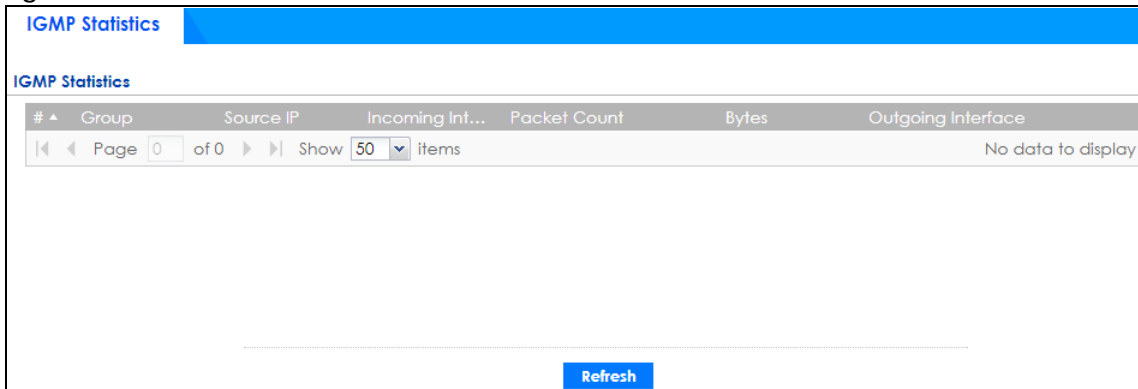 IGMP Statistics
IGMP Statistics
# Group Source IP Incoming Int... Packet Count Bytes Outgoing Interface
Page 0 of 0 Show 50 items No data to display
Refresh